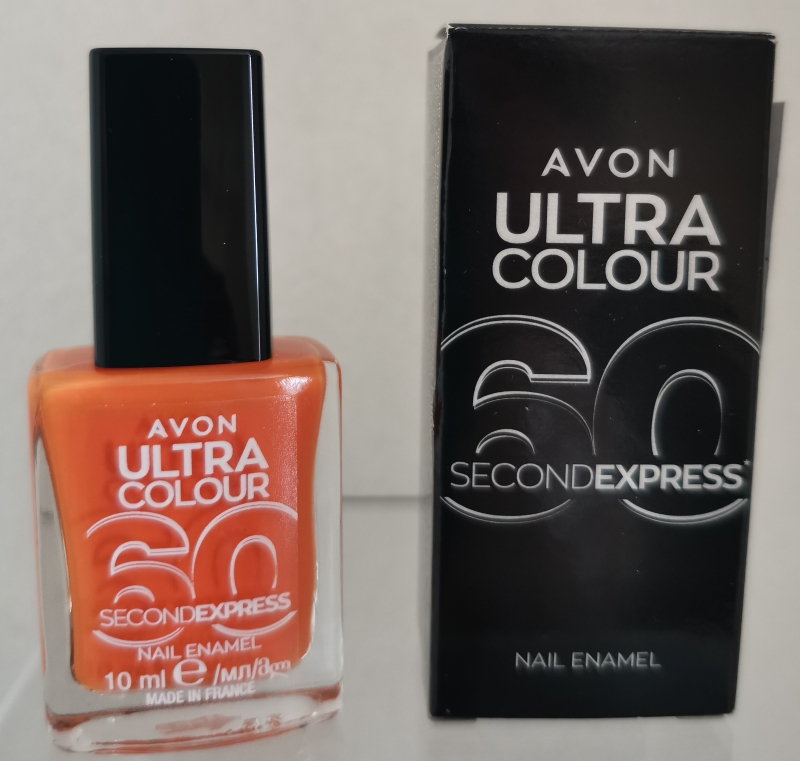 AVON
ULTRA
COLOUR
60
SECONDEXPRESS
NAIL ENAMEL
10 ml ℮ /мл/მლ
MADE IN FRANCE
AVON
ULTRA
COLOUR
60
SECONDEXPRESS*
NAIL ENAMEL